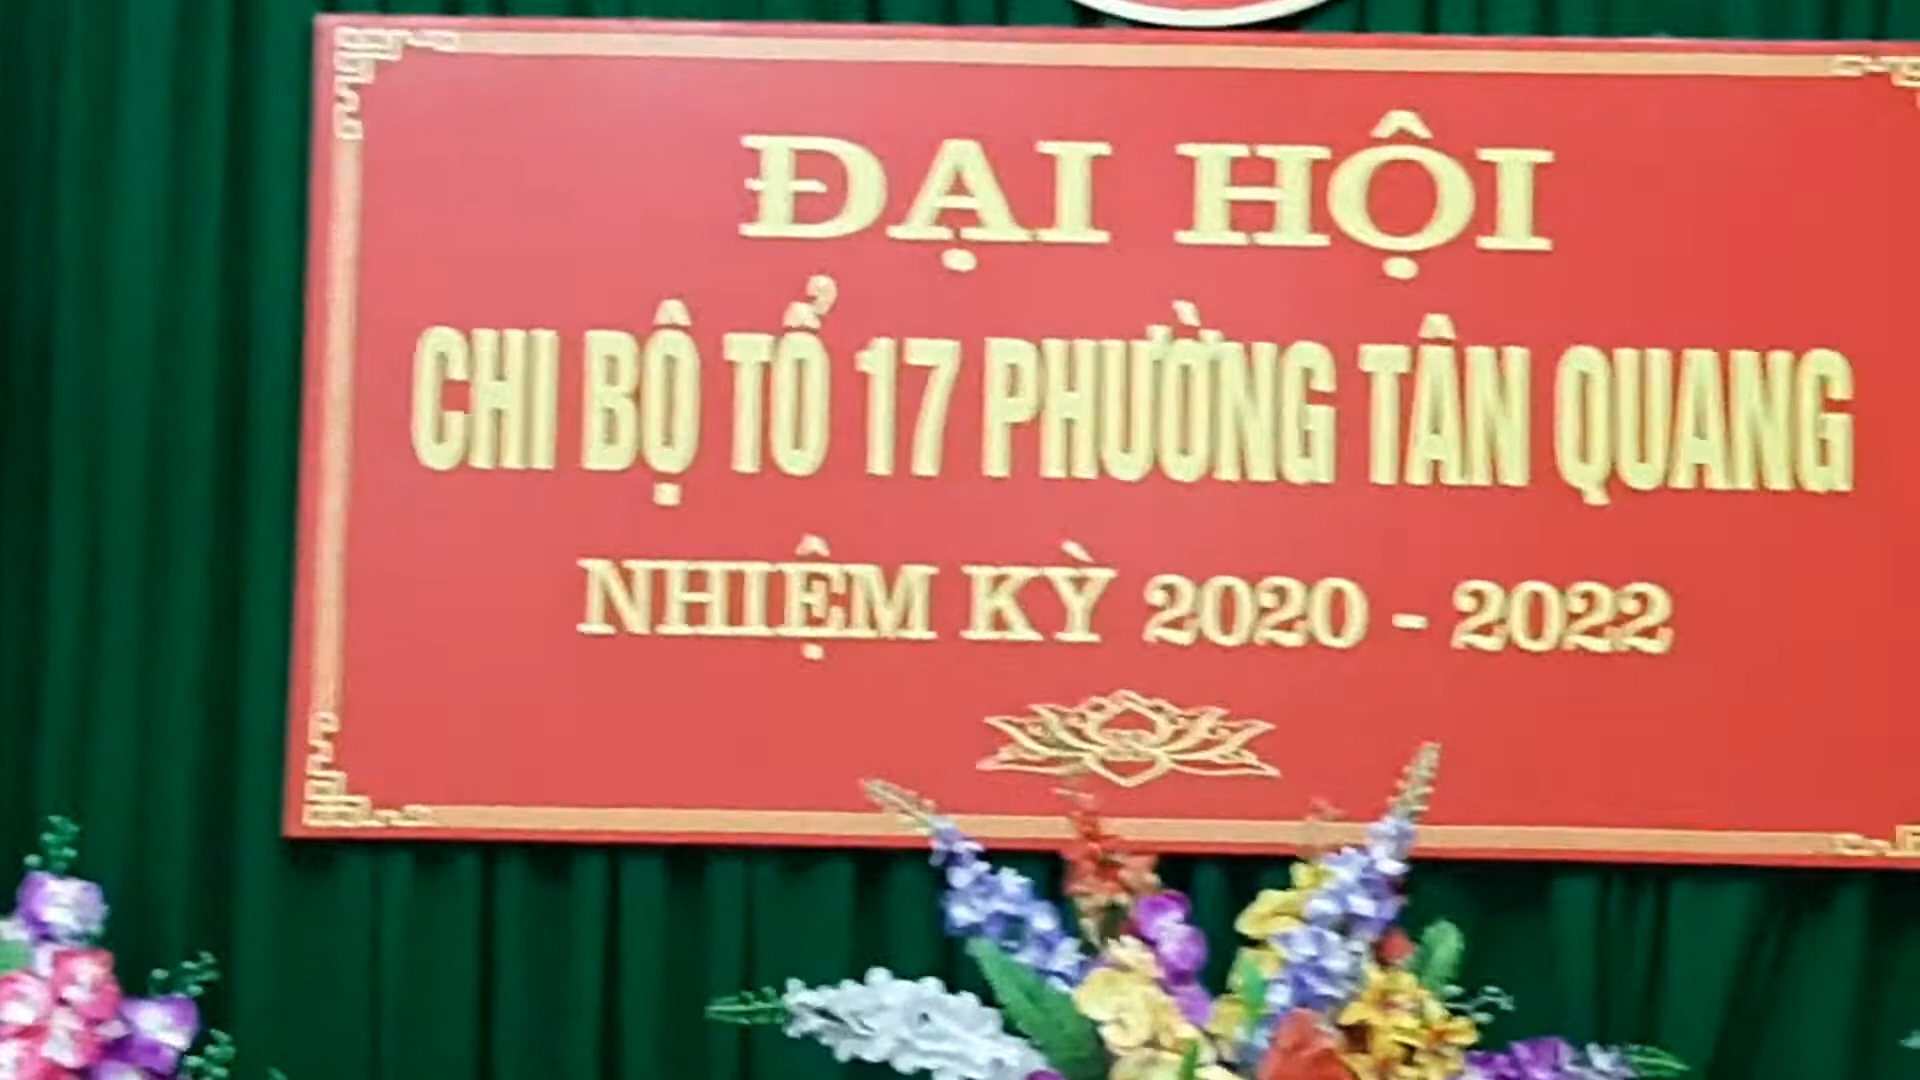 ĐẠI HỘI
CHI BỘ TỔ 17 PHƯỜNG TÂN QUANG
NHIỆM KỲ 2020 - 2022